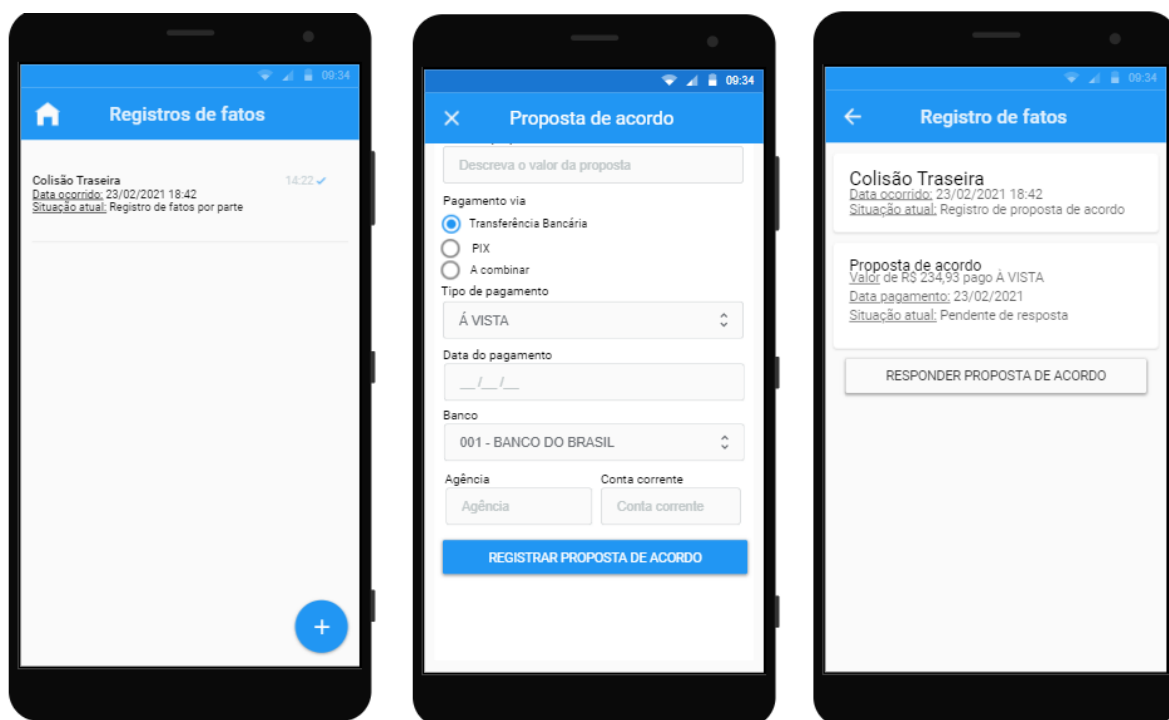 09:34
Registros de fatos
Colisão Traseira 14:22
Data ocorrido: 23/02/2021 18:42
Situação atual: Registro de fatos por parte
+
09:34
Proposta de acordo
Descreva o valor da proposta
Pagamento via
Transferência Bancária
PIX
A combinar
Tipo de pagamento
Á VISTA
Data do pagamento
__/__/__
Banco
001 - BANCO DO BRASIL
Agência Conta corrente
Agência Conta corrente
REGISTRAR PROPOSTA DE ACORDO
09:34
Registro de fatos
Colisão Traseira
Data ocorrido: 23/02/2021 18:42
Situação atual: Registro de proposta de acordo
Proposta de acordo
Valor de R$ 234,93 pago À VISTA
Data pagamento: 23/02/2021
Situação atual: Pendente de resposta
RESPONDER PROPOSTA DE ACORDO